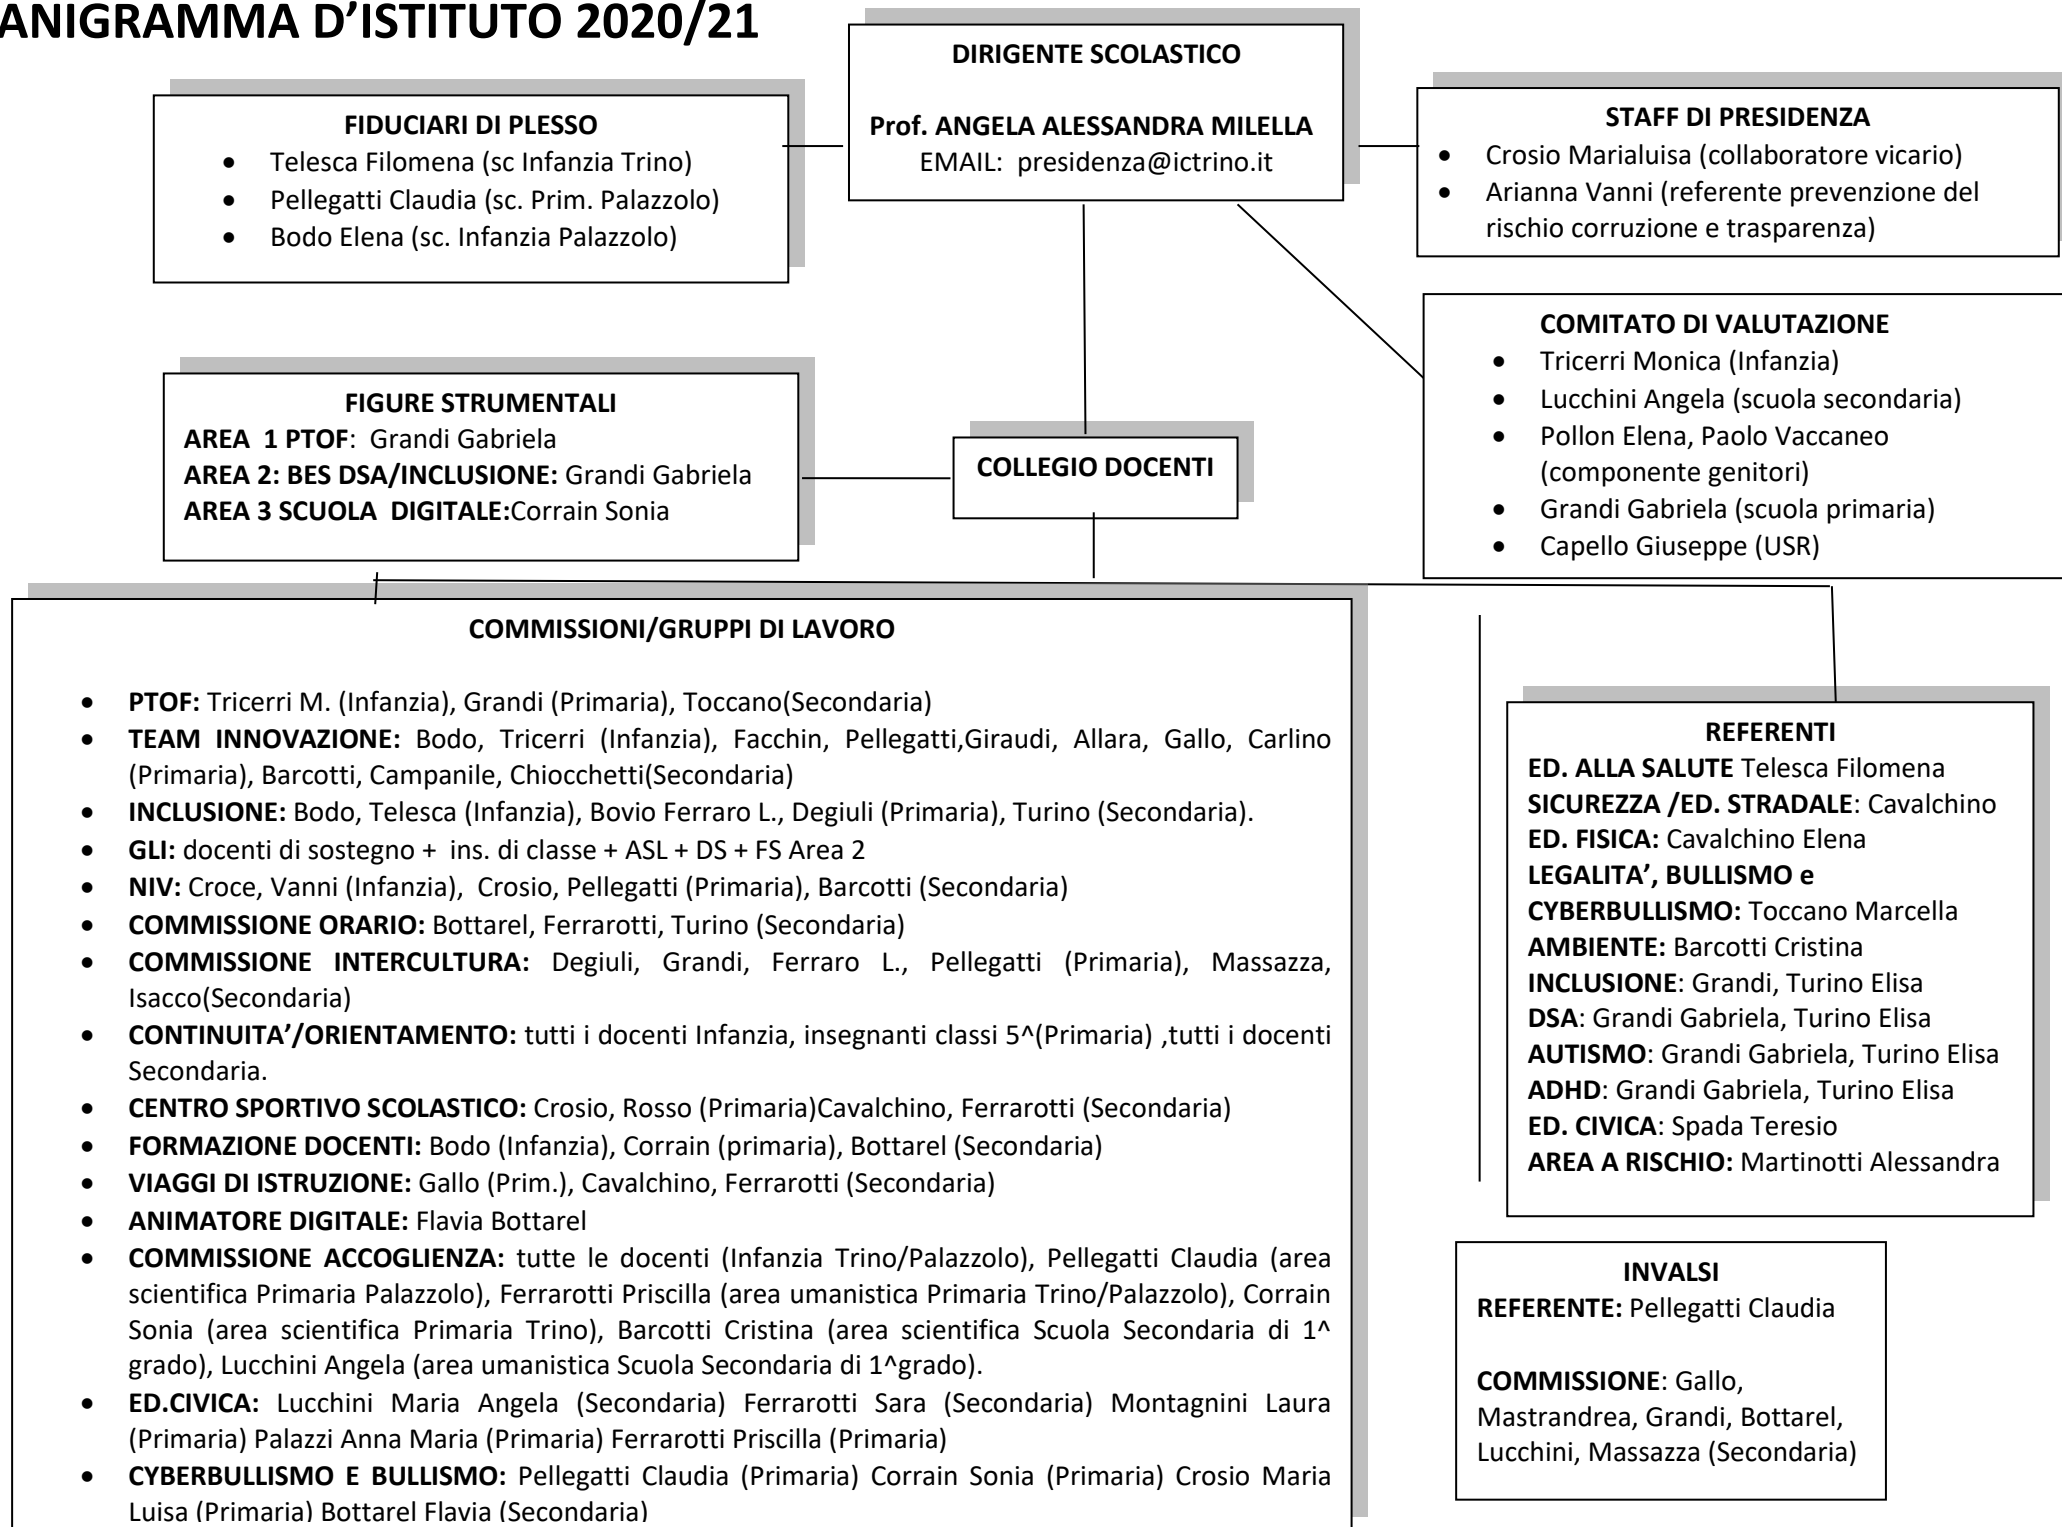 ANIGRAMMA D’ISTITUTO 2020/21
DIRIGENTE SCOLASTICO
Prof. ANGELA ALESSANDRA MILELLA
EMAIL: presidenza@ictrino.it
FIDUCIARI DI PLESSO
• Telesca Filomena (sc Infanzia Trino)
• Pellegatti Claudia (sc. Prim. Palazzolo)
• Bodo Elena (sc. Infanzia Palazzolo)
STAFF DI PRESIDENZA
• Crosio Marialuisa (collaboratore vicario)
• Arianna Vanni (referente prevenzione del
rischio corruzione e trasparenza)
COMITATO DI VALUTAZIONE
• Tricerri Monica (Infanzia)
• Lucchini Angela (scuola secondaria)
• Pollon Elena, Paolo Vaccaneo
(componente genitori)
• Grandi Gabriela (scuola primaria)
• Capello Giuseppe (USR)
FIGURE STRUMENTALI
AREA 1 PTOF: Grandi Gabriela
AREA 2: BES DSA/INCLUSIONE: Grandi Gabriela
AREA 3 SCUOLA DIGITALE:Corrain Sonia
COLLEGIO DOCENTI
COMMISSIONI/GRUPPI DI LAVORO
• PTOF: Tricerri M. (Infanzia), Grandi (Primaria), Toccano(Secondaria)
• TEAM INNOVAZIONE: Bodo, Tricerri (Infanzia), Facchin, Pellegatti,Giraudi, Allara, Gallo, Carlino
(Primaria), Barcotti, Campanile, Chiocchetti(Secondaria)
• INCLUSIONE: Bodo, Telesca (Infanzia), Bovio Ferraro L., Degiuli (Primaria), Turino (Secondaria).
• GLI: docenti di sostegno + ins. di classe + ASL + DS + FS Area 2
• NIV: Croce, Vanni (Infanzia), Crosio, Pellegatti (Primaria), Barcotti (Secondaria)
• COMMISSIONE ORARIO: Bottarel, Ferrarotti, Turino (Secondaria)
• COMMISSIONE INTERCULTURA: Degiuli, Grandi, Ferraro L., Pellegatti (Primaria), Massazza,
Isacco(Secondaria)
• CONTINUITA’/ORIENTAMENTO: tutti i docenti Infanzia, insegnanti classi 5^(Primaria) ,tutti i docenti
Secondaria.
• CENTRO SPORTIVO SCOLASTICO: Crosio, Rosso (Primaria)Cavalchino, Ferrarotti (Secondaria)
• FORMAZIONE DOCENTI: Bodo (Infanzia), Corrain (primaria), Bottarel (Secondaria)
• VIAGGI DI ISTRUZIONE: Gallo (Prim.), Cavalchino, Ferrarotti (Secondaria)
• ANIMATORE DIGITALE: Flavia Bottarel
• COMMISSIONE ACCOGLIENZA: tutte le docenti (Infanzia Trino/Palazzolo), Pellegatti Claudia (area
scientifica Primaria Palazzolo), Ferrarotti Priscilla (area umanistica Primaria Trino/Palazzolo), Corrain
Sonia (area scientifica Primaria Trino), Barcotti Cristina (area scientifica Scuola Secondaria di 1^
grado), Lucchini Angela (area umanistica Scuola Secondaria di 1^grado).
• ED.CIVICA: Lucchini Maria Angela (Secondaria) Ferrarotti Sara (Secondaria) Montagnini Laura
(Primaria) Palazzi Anna Maria (Primaria) Ferrarotti Priscilla (Primaria)
• CYBERBULLISMO E BULLISMO: Pellegatti Claudia (Primaria) Corrain Sonia (Primaria) Crosio Maria
Luisa (Primaria) Bottarel Flavia (Secondaria)
REFERENTI
ED. ALLA SALUTE Telesca Filomena
SICUREZZA /ED. STRADALE: Cavalchino
ED. FISICA: Cavalchino Elena
LEGALITA’, BULLISMO e
CYBERBULLISMO: Toccano Marcella
AMBIENTE: Barcotti Cristina
INCLUSIONE: Grandi, Turino Elisa
DSA: Grandi Gabriela, Turino Elisa
AUTISMO: Grandi Gabriela, Turino Elisa
ADHD: Grandi Gabriela, Turino Elisa
ED. CIVICA: Spada Teresio
AREA A RISCHIO: Martinotti Alessandra
INVALSI
REFERENTE: Pellegatti Claudia
COMMISSIONE: Gallo,
Mastrandrea, Grandi, Bottarel,
Lucchini, Massazza (Secondaria)